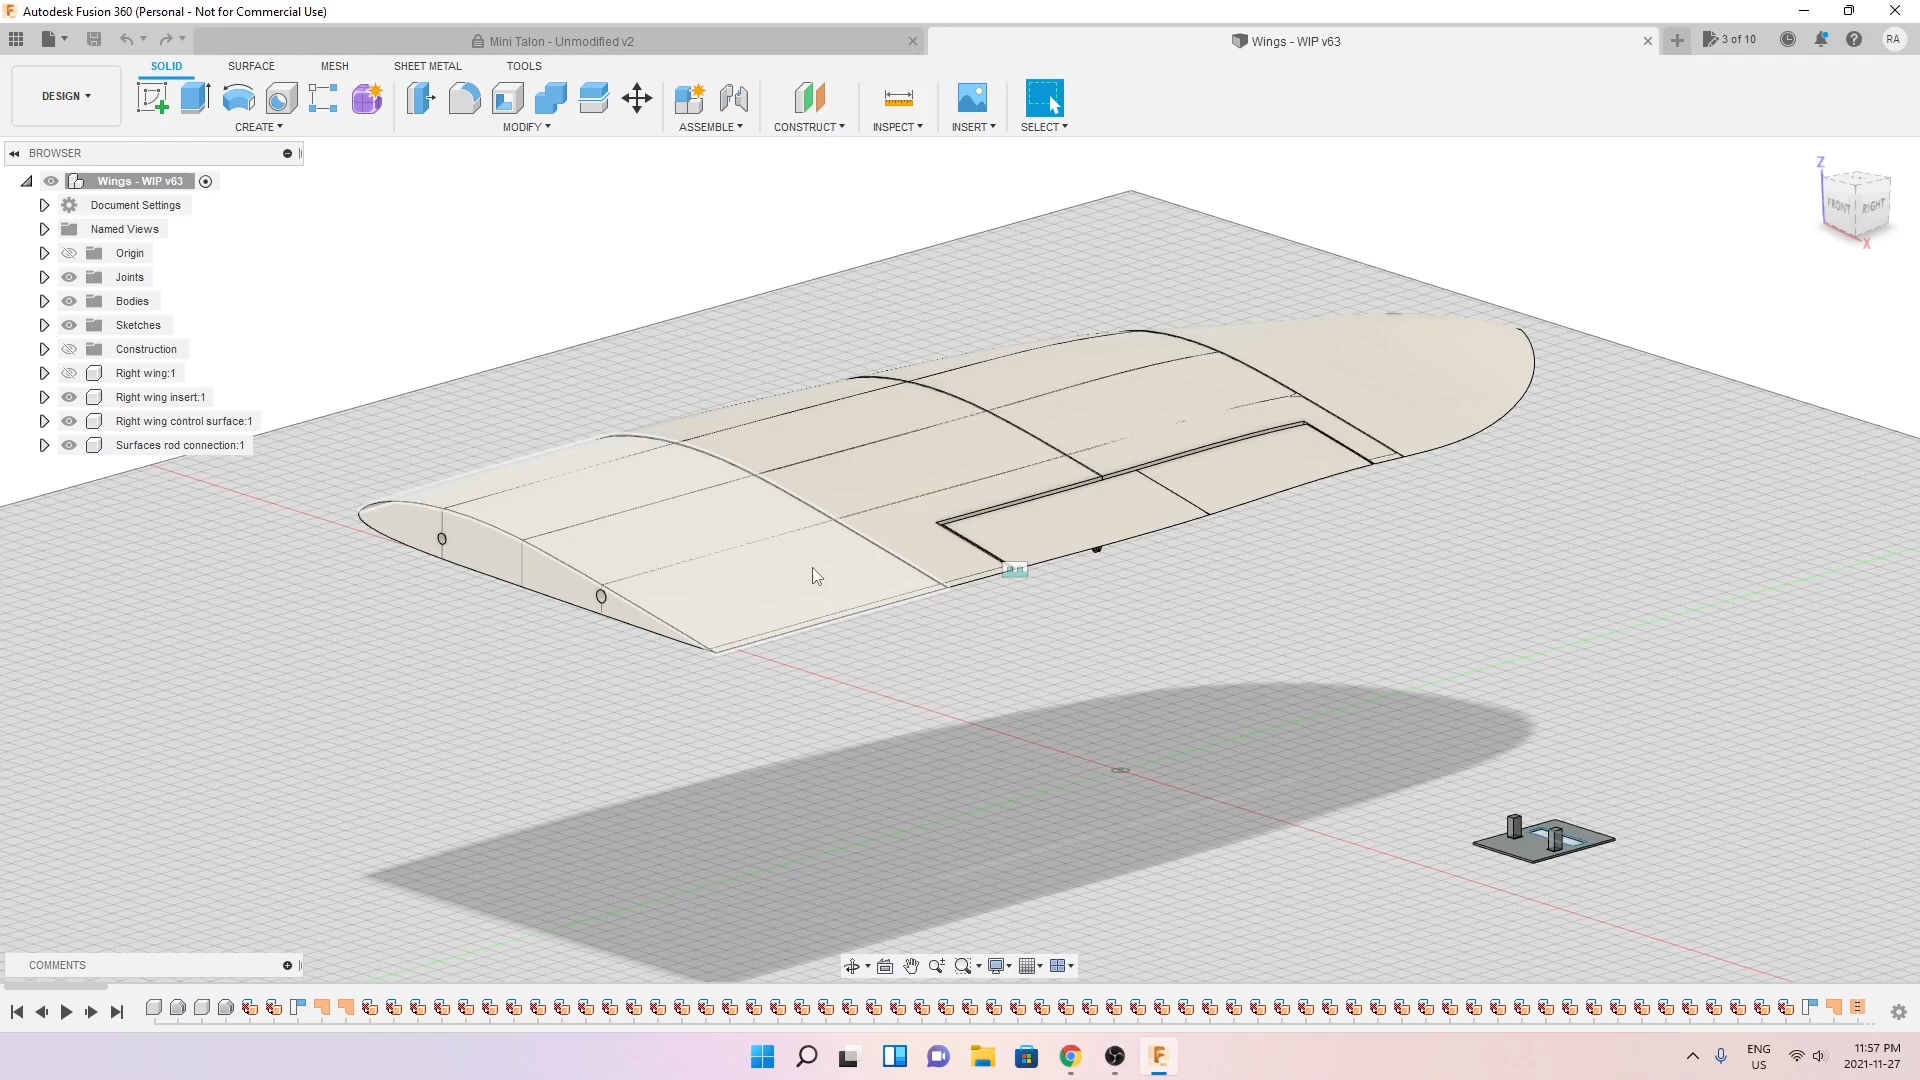 Autodesk Fusion 360 (Personal - Not for Commercial Use)
Mini Talon - Unmodified v2
Wings - WIP v63
3 of 10
RA
DESIGN
SOLID
SURFACE
MESH
SHEET METAL
TOOLS
CREATE
MODIFY
ASSEMBLE
CONSTRUCT
INSPECT
INSERT
SELECT
BROWSER
Wings - WIP v63
Document Settings
Named Views
Origin
Joints
Bodies
Sketches
Construction
Right wing:1
Right wing insert:1
Right wing control surface:1
Surfaces rod connection:1
Z
FRONT
RIGHT
X
COMMENTS
ENG
US
11:57 PM
2021-11-27